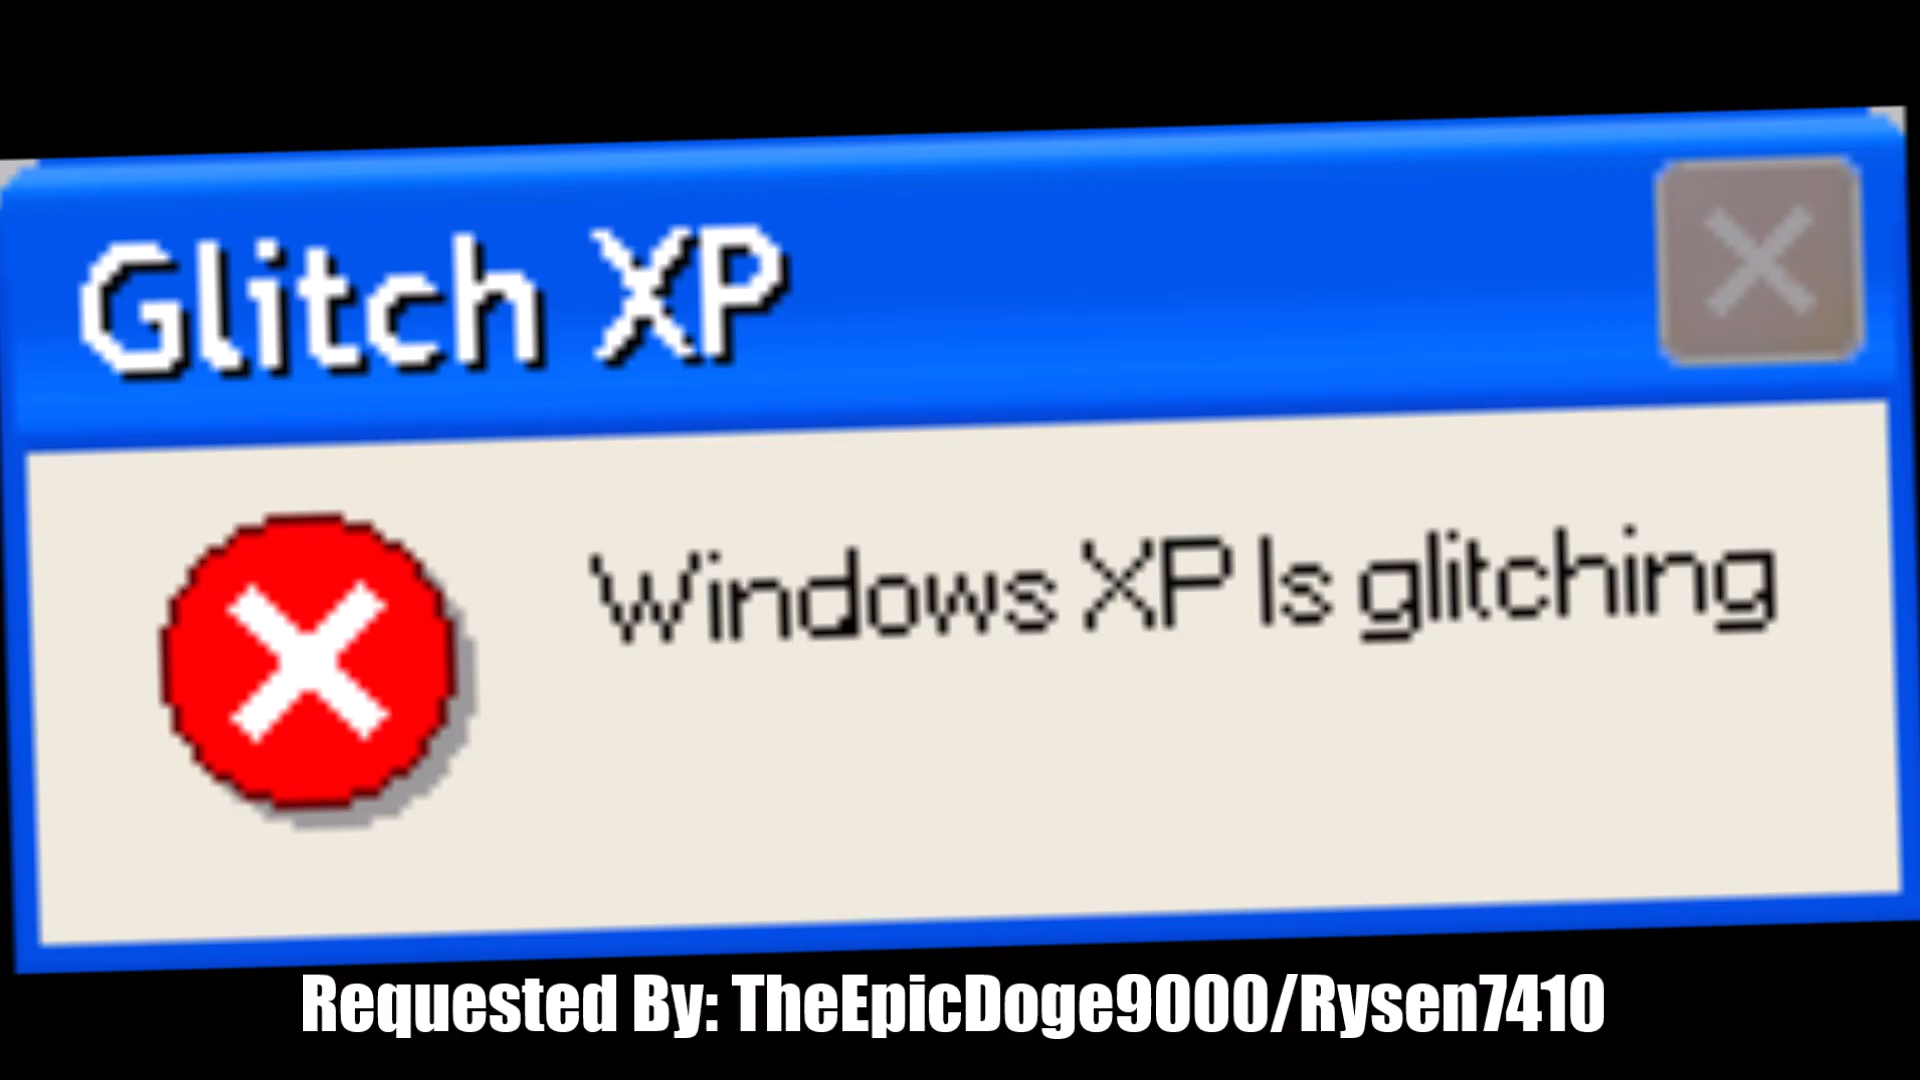 Glitch XP
Windows XP Is glitching
Requested By: TheEpicDoge9000/Rysen7410